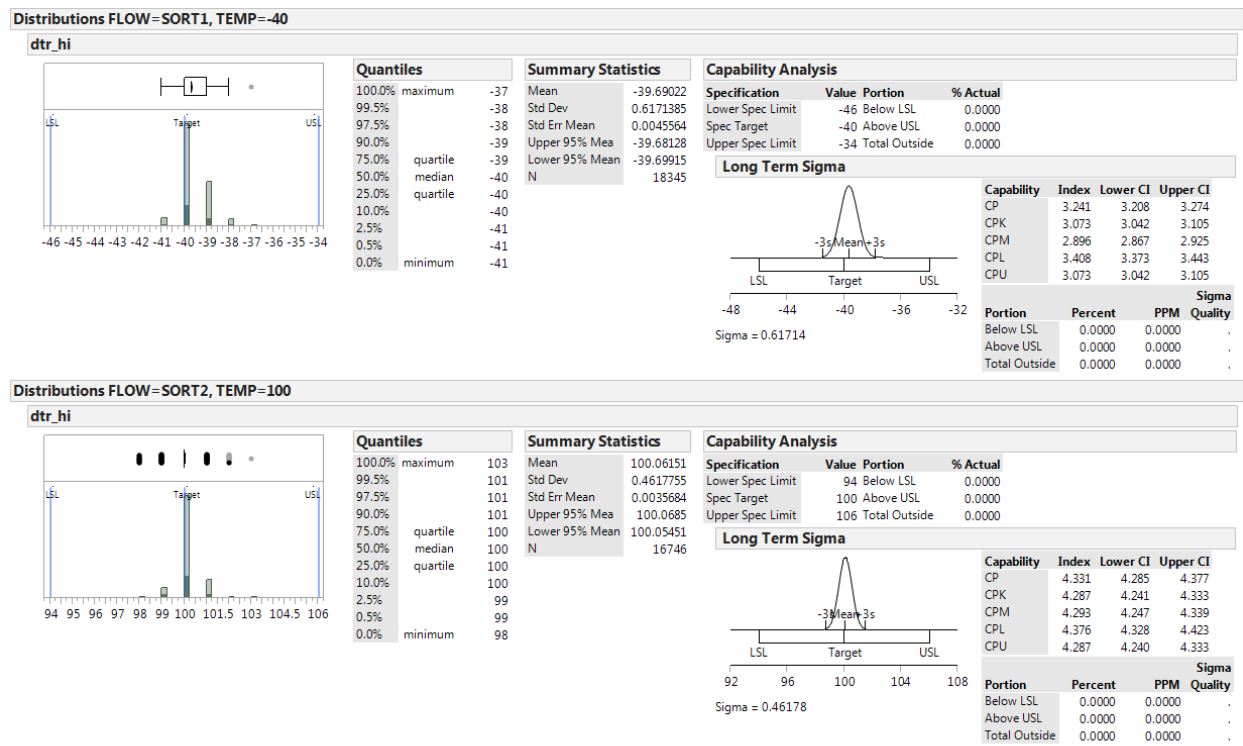 Distributions FLOW=SORT1, TEMP=-40
dtr_hi
LSL Target USL
-46 -45 -44 -43 -42 -41 -40 -39 -38 -37 -36 -35 -34
Quantiles
100.0% maximum -37
99.5% -38
97.5% -38
90.0% -39
75.0% quartile -39
50.0% median -40
25.0% quartile -40
10.0% -40
2.5% -41
0.5% -41
0.0% minimum -41
Summary Statistics
Mean -39.69022
Std Dev 0.6171385
Std Err Mean 0.0045564
Upper 95% Mea -39.68128
Lower 95% Mean -39.69915
N 18345
Capability Analysis
Specification Value Portion % Actual
Lower Spec Limit -46 Below LSL 0.0000
Spec Target -40 Above USL 0.0000
Upper Spec Limit -34 Total Outside 0.0000
Long Term Sigma
-3s Mean +3s
LSL Target USL
-48 -44 -40 -36 -32
Sigma = 0.61714
Capability Index Lower CI Upper CI
CP 3.241 3.208 3.274
CPK 3.073 3.042 3.105
CPM 2.896 2.867 2.925
CPL 3.408 3.373 3.443
CPU 3.073 3.042 3.105
Sigma
Portion Percent PPM Quality
Below LSL 0.0000 0.0000 .
Above USL 0.0000 0.0000 .
Total Outside 0.0000 0.0000 .
Distributions FLOW=SORT2, TEMP=100
dtr_hi
LSL Target USL
94 95 96 97 98 99 100 101.5 103 104.5 106
Quantiles
100.0% maximum 103
99.5% 101
97.5% 101
90.0% 101
75.0% quartile 100
50.0% median 100
25.0% quartile 100
10.0% 100
2.5% 99
0.5% 99
0.0% minimum 98
Summary Statistics
Mean 100.06151
Std Dev 0.4617755
Std Err Mean 0.0035684
Upper 95% Mea 100.0685
Lower 95% Mean 100.05451
N 16746
Capability Analysis
Specification Value Portion % Actual
Lower Spec Limit 94 Below LSL 0.0000
Spec Target 100 Above USL 0.0000
Upper Spec Limit 106 Total Outside 0.0000
Long Term Sigma
-3s Mean +3s
LSL Target USL
92 96 100 104 108
Sigma = 0.46178
Capability Index Lower CI Upper CI
CP 4.331 4.285 4.377
CPK 4.287 4.241 4.333
CPM 4.293 4.247 4.339
CPL 4.376 4.328 4.423
CPU 4.287 4.240 4.333
Sigma
Portion Percent PPM Quality
Below LSL 0.0000 0.0000 .
Above USL 0.0000 0.0000 .
Total Outside 0.0000 0.0000 .